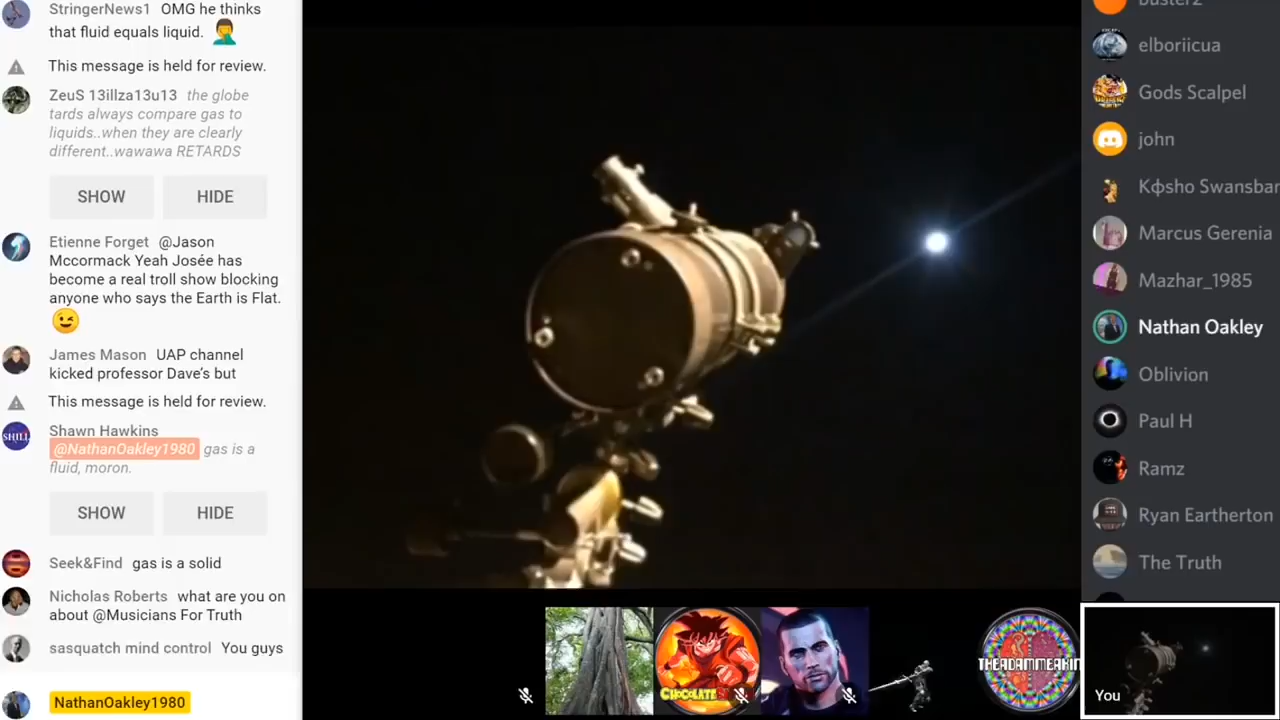 StringerNews1 OMG he thinks
that fluid equals liquid.
This message is held for review.
ZeuS 13illza13u13 the globe
tards always compare gas to
liquids..when they are clearly
different..wawawa RETARDS
SHOW HIDE
Etienne Forget @Jason
Mccormack Yeah Josée has
become a real troll show blocking
anyone who says the Earth is Flat.
James Mason UAP channel
kicked professor Dave's but
This message is held for review.
SHILL
Shawn Hawkins
@NathanOakley1980 gas is a
fluid, moron.
SHOW HIDE
Seek&Find gas is a solid
Nicholas Roberts what are you on
about @Musicians For Truth
sasquatch mind control You guys
NathanOakley1980
elboriicua
Gods Scalpel
john
Kфsho Swansbar
Marcus Gerenia
Mazhar_1985
Nathan Oakley
Oblivion
Paul H
Ramz
Ryan Eartherton
The Truth
You